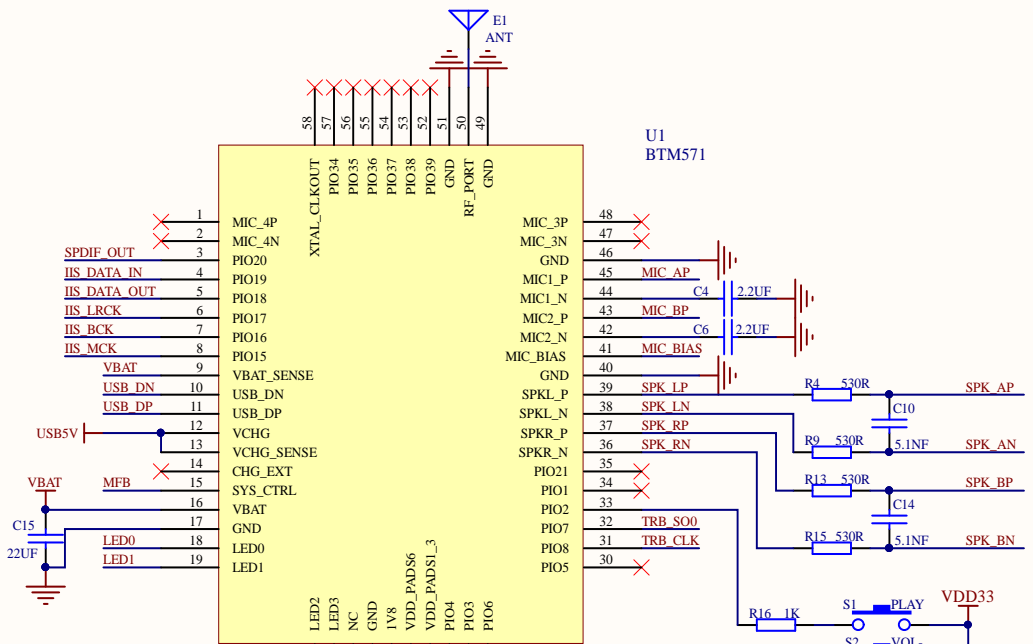 E1
ANT
58 57 56 55 54 53 52 51 50 49
U1
BTM571
XTAL_CLKOUT PIO34 PIO35 PIO36 PIO37 PIO38 PIO39 GND RF_PORT GND
1 MIC_4P MIC_3P 48
2 MIC_4N MIC_3N 47
SPDIF_OUT 3 PIO20 GND 46
IIS_DATA_IN 4 PIO19 MIC1_P 45 MIC_AP
IIS_DATA_OUT 5 PIO18 MIC1_N 44 C4 2.2UF
IIS_LRCK 6 PIO17 MIC2_P 43 MIC_BP
IIS_BCK 7 PIO16 MIC2_N 42 C6 2.2UF
IIS_MCK 8 PIO15 MIC_BIAS 41 MIC_BIAS
VBAT 9 VBAT_SENSE GND 40
USB_DN 10 USB_DN SPKL_P 39 SPK_LP R4 530R SPK_AP
USB_DP 11 USB_DP SPKL_N 38 SPK_LN C10
USB5V 12 VCHG SPKR_P 37 SPK_RP
13 VCHG_SENSE SPKR_N 36 SPK_RN R9 530R 5.1NF SPK_AN
14 CHG_EXT PIO21 35
VBAT MFB 15 SYS_CTRL PIO1 34 R13 530R SPK_BP
16 VBAT PIO2 33 C14
C15 17 GND PIO7 32 TRB_SO0
22UF LED0 18 LED0 PIO8 31 TRB_CLK R15 530R 5.1NF SPK_BN
LED1 19 LED1 PIO5 30
LED2 LED3 NC GND 1V8 VDD_PADS6 VDD_PADS1_3 PIO4 PIO3 PIO6
VDD33
R16 1K S1 PLAY
S2 VOL-